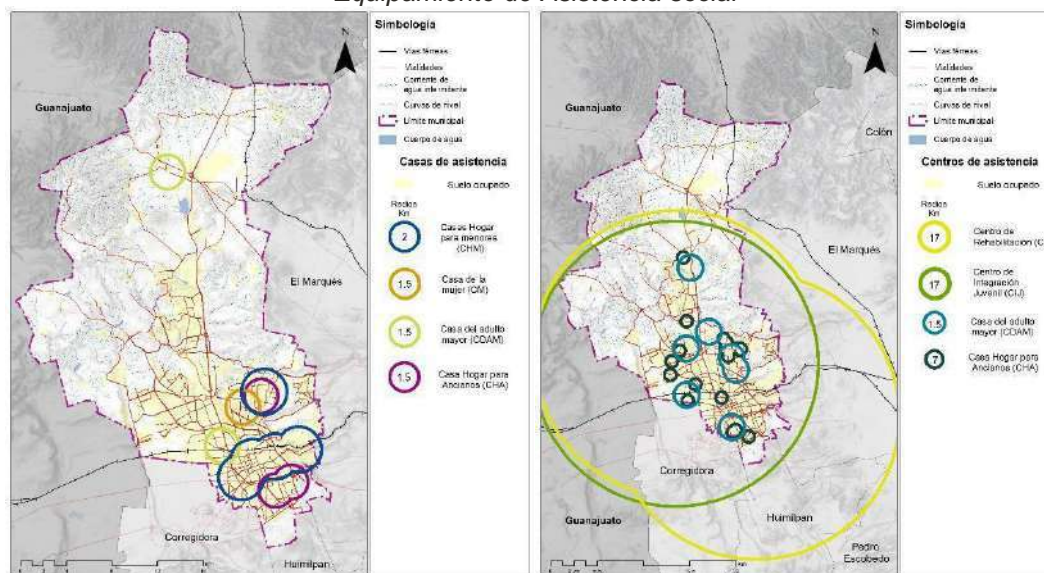 Equipamiento de Asistencia social
Simbología
N
Vías férreas
Vialidades
Corriente de
agua intermitente
Curvas de nivel
Límite municipal
Cuerpo de agua
Casas de asistencia
Suelo ocupado
Radios
Km
2
Casas Hogar
para menores
(CHM)
1.5
Casa de la
mujer (CM)
1.5
Casa del adulto
mayor (CDAM)
1.5
Casa Hogar para
Ancianos (CHA)
Guanajuato
El Marqués
Corregidora
Huimilpan
Simbología
N
Vías férreas
Vialidades
Corriente de
agua intermitente
Curvas de nivel
Límite municipal
Cuerpo de agua
Centros de asistencia
Suelo ocupado
Radios
Km
17
Centro de
Rehabilitación (C
17
Centro de
Integración
Juvenil (CIJ)
1.5
Casa del adulto
mayor (CDAM)
7
Casa Hogar para
Ancianos (CHA)
Guanajuato
Colón
El Marqués
Corregidora
Guanajuato
Huimilpan
Pedro
Escobedo